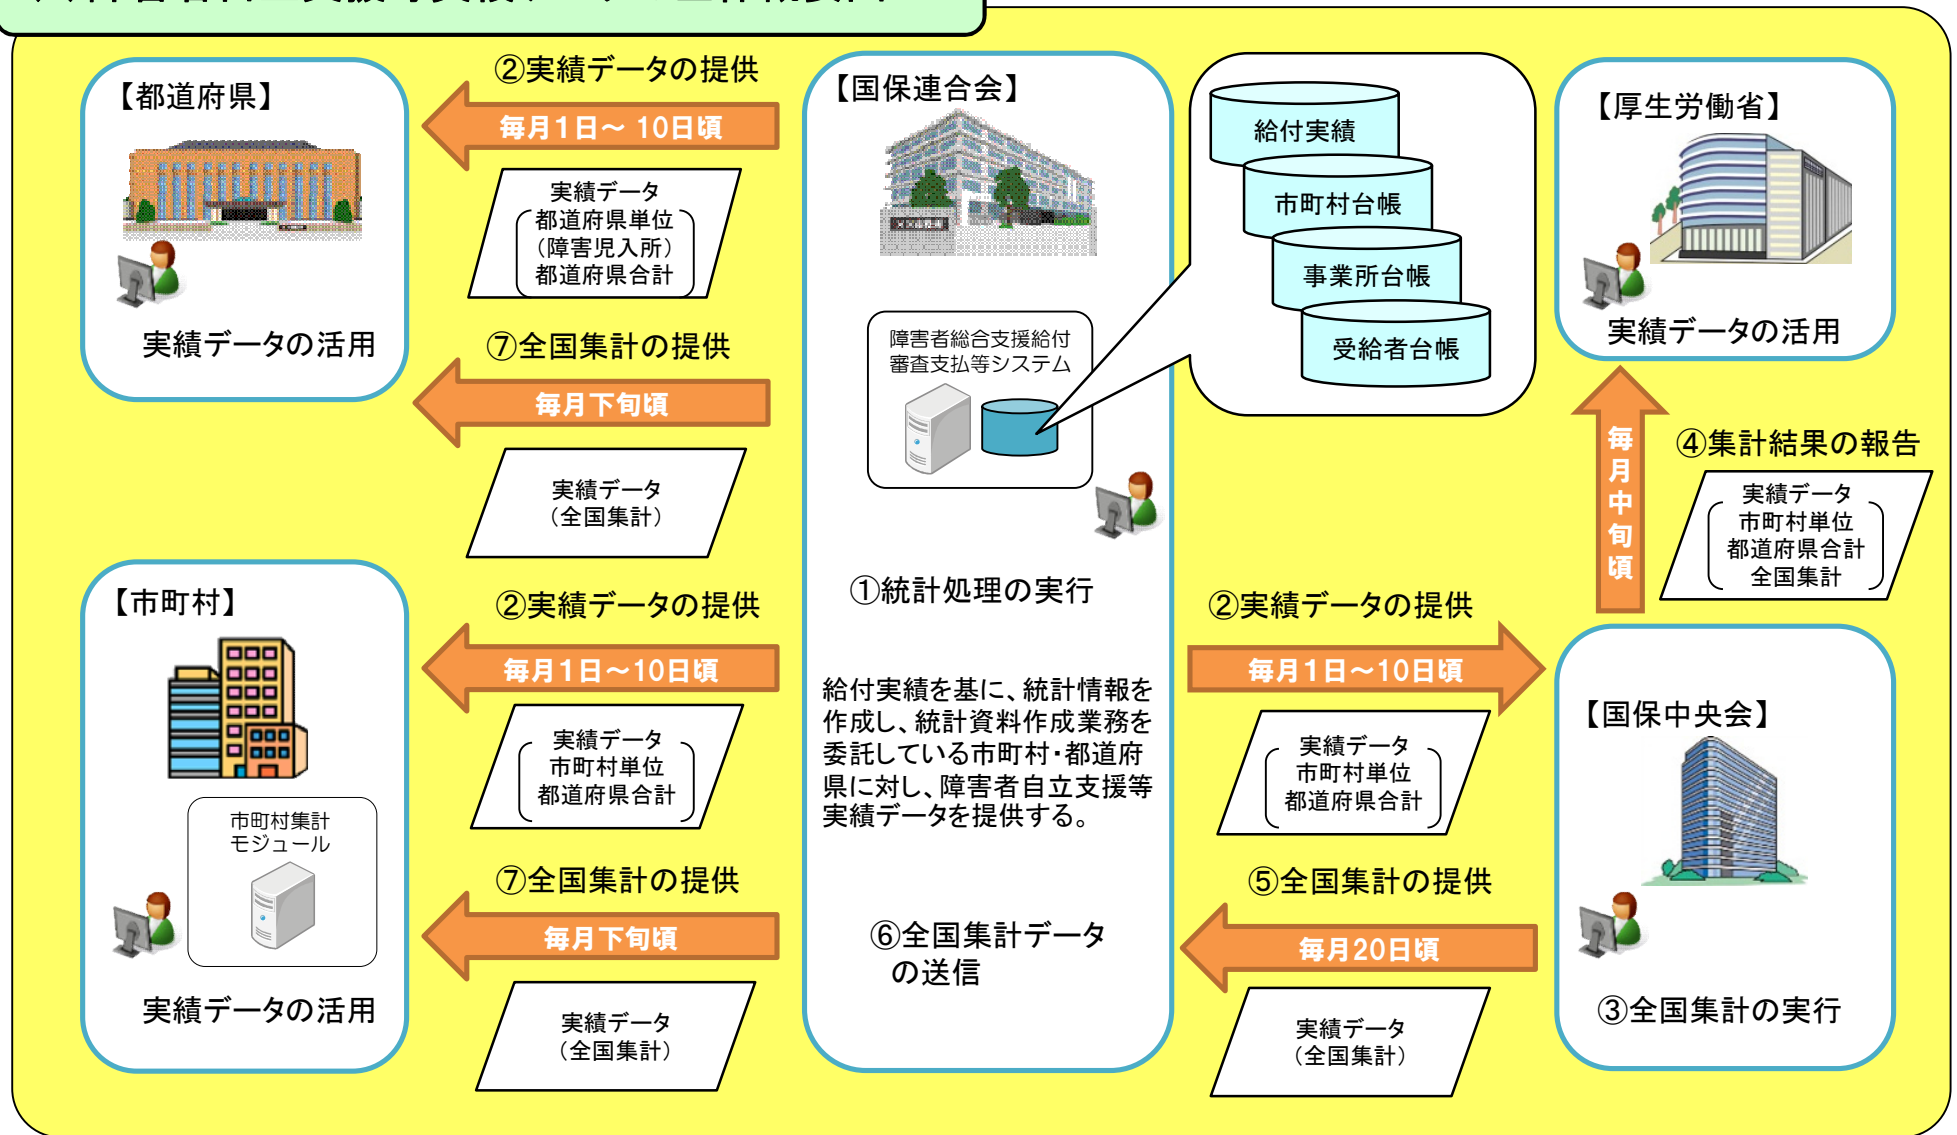 【都道府県】
実績データの活用
②実績データの提供
毎月1日～ 10日頃
実績データ
都道府県単位
(障害児入所)
都道府県合計
⑦全国集計の提供
毎月下旬頃
実績データ
(全国集計)
【市町村】
市町村集計
モジュール
実績データの活用
②実績データの提供
毎月1日～10日頃
実績データ
市町村単位
都道府県合計
⑦全国集計の提供
毎月下旬頃
実績データ
(全国集計)
【国保連合会】
障害者総合支援給付
審査支払等システム
①統計処理の実行
給付実績を基に、統計情報を
作成し、統計資料作成業務を
委託している市町村・都道府
県に対し、障害者自立支援等
実績データを提供する。
⑥全国集計データ
の送信
給付実績
市町村台帳
事業所台帳
受給者台帳
②実績データの提供
毎月1日～10日頃
実績データ
市町村単位
都道府県合計
⑤全国集計の提供
毎月20日頃
実績データ
(全国集計)
【厚生労働省】
実績データの活用
毎月中旬頃
④集計結果の報告
実績データ
市町村単位
都道府県合計
全国集計
【国保中央会】
③全国集計の実行